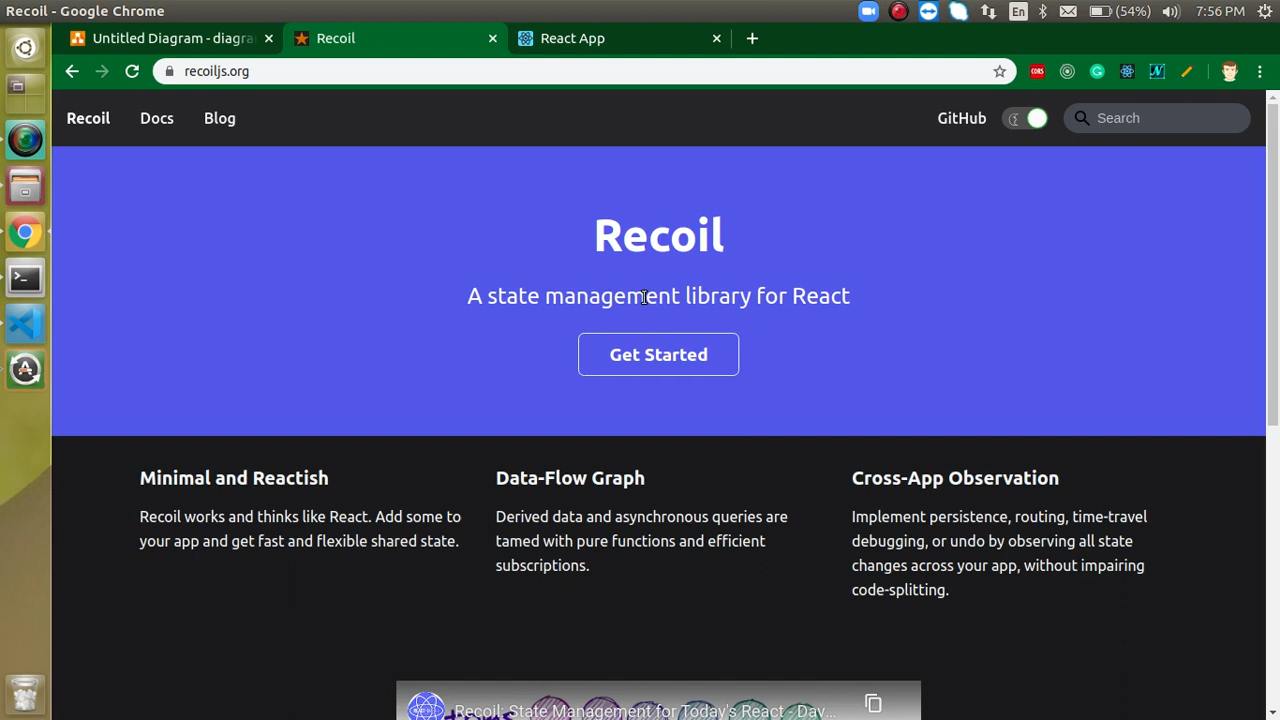 Recoil - Google Chrome
En
(54%)
7:56 PM
Untitled Diagram - diagra
Recoil
React App
recoiljs.org
CORS
N
Recoil
Docs
Blog
GitHub
Search
Recoil
A state management library for React
Get Started
Minimal and Reactish
Recoil works and thinks like React. Add some to
your app and get fast and flexible shared state.
Data-Flow Graph
Derived data and asynchronous queries are
tamed with pure functions and efficient
subscriptions.
Cross-App Observation
Implement persistence, routing, time-travel
debugging, or undo by observing all state
changes across your app, without impairing
code-splitting.
Recoil: State Management for Today's React - Dav...